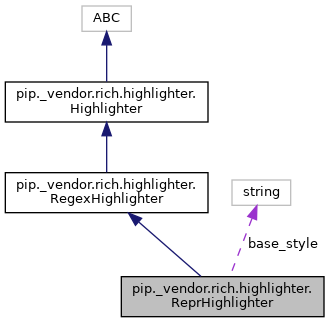 ABC
pip._vendor.rich.highlighter.
Highlighter
pip._vendor.rich.highlighter.
RegexHighlighter
string
base_style
pip._vendor.rich.highlighter.
ReprHighlighter